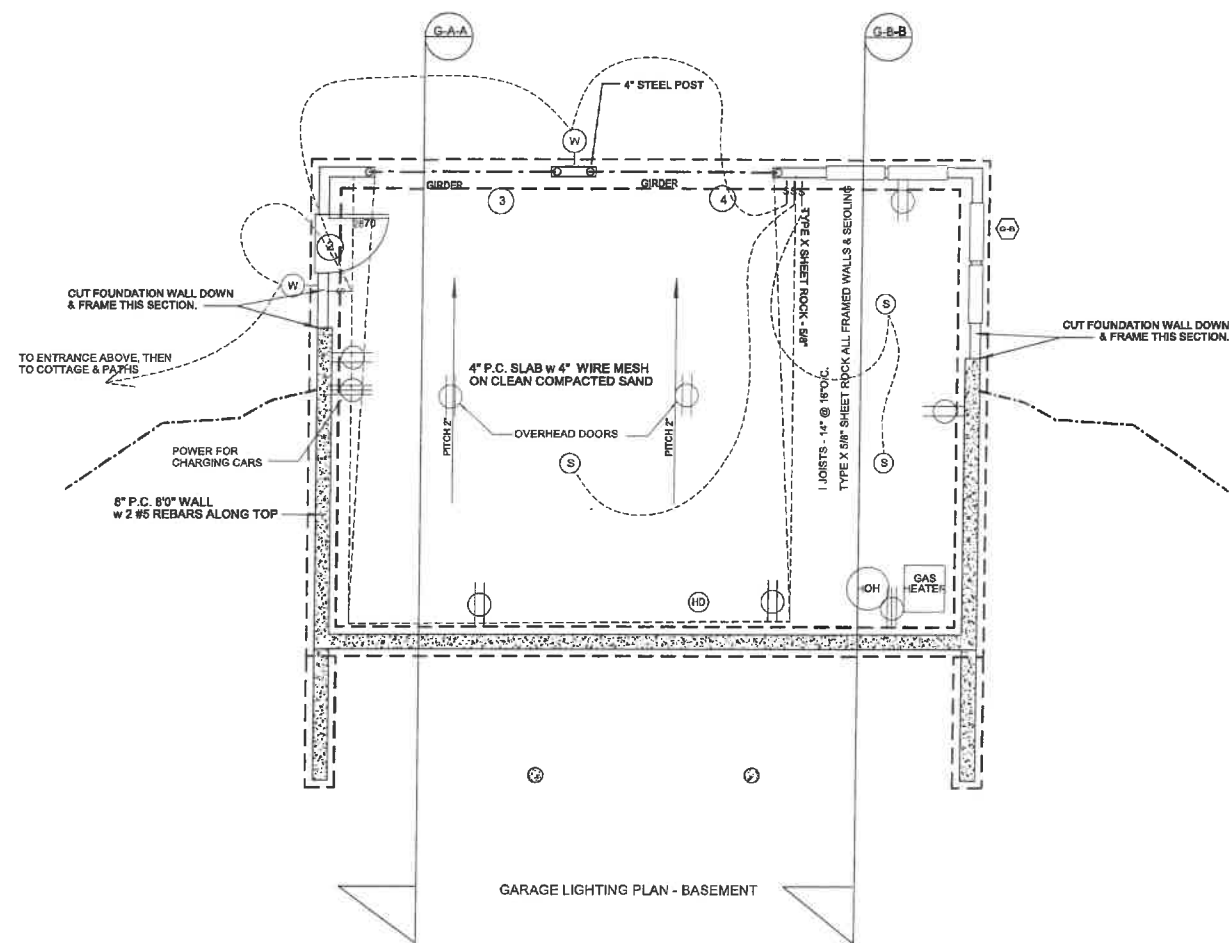 G-A-A
G-B-B
4" STEEL POST
W
GIRDER
GIRDER
3
4
G-B
W
CUT FOUNDATION WALL DOWN
& FRAME THIS SECTION.
TO ENTRANCE ABOVE, THEN
TO COTTAGE & PATHS
TYPE X SHEET ROCK - 5/8"
I JOISTS - 14" @ 16"O/C.
TYPE X 5/8" SHEET ROCK ALL FRAMED WALLS & SEIOLING
S
CUT FOUNDATION WALL DOWN
& FRAME THIS SECTION.
4" P.C. SLAB w 4" WIRE MESH
ON CLEAN COMPACTED SAND
PITCH 2"
OVERHEAD DOORS
PITCH 2"
POWER FOR
CHARGING CARS
S
S
8" P.C. 8'0" WALL
w 2 #5 REBARS ALONG TOP
HD
OH
GAS
HEATER
GARAGE LIGHTING PLAN - BASEMENT